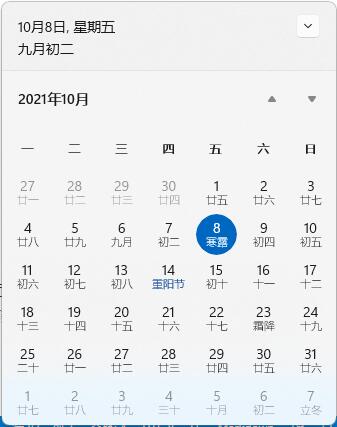 10月8日, 星期五
九月初二
2021年10月
一 二 三 四 五 六 日
27 28 29 30 1 2 3
廿一 廿二 廿三 廿四 廿五 廿六 廿七
4 5 6 7 8 9 10
廿八 廿九 九月 初二 寒露 初四 初五
11 12 13 14 15 16 17
初六 初七 初八 重阳节 初十 十一 十二
18 19 20 21 22 23 24
十三 十四 十五 十六 十七 霜降 十九
25 26 27 28 29 30 31
二十 廿一 廿二 廿三 廿四 廿五 廿六
1 2 3 4 5 6 7
廿七 廿八 廿九 三十 十月 初二 立冬